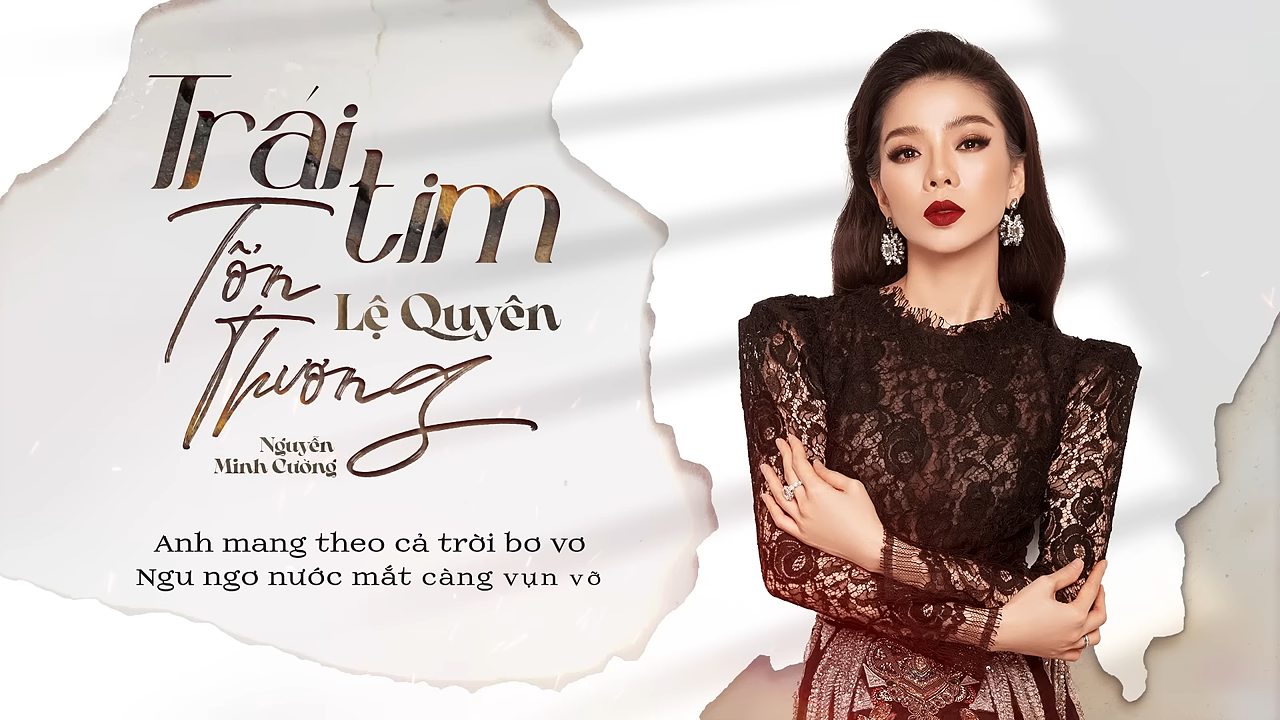 Trái
tim
Tổn
Lệ Quyên
Thương
Nguyễn
Minh Cường
Anh mang theo cả trời bơ vơ
Ngu ngơ nước mắt càng vụn vỡ